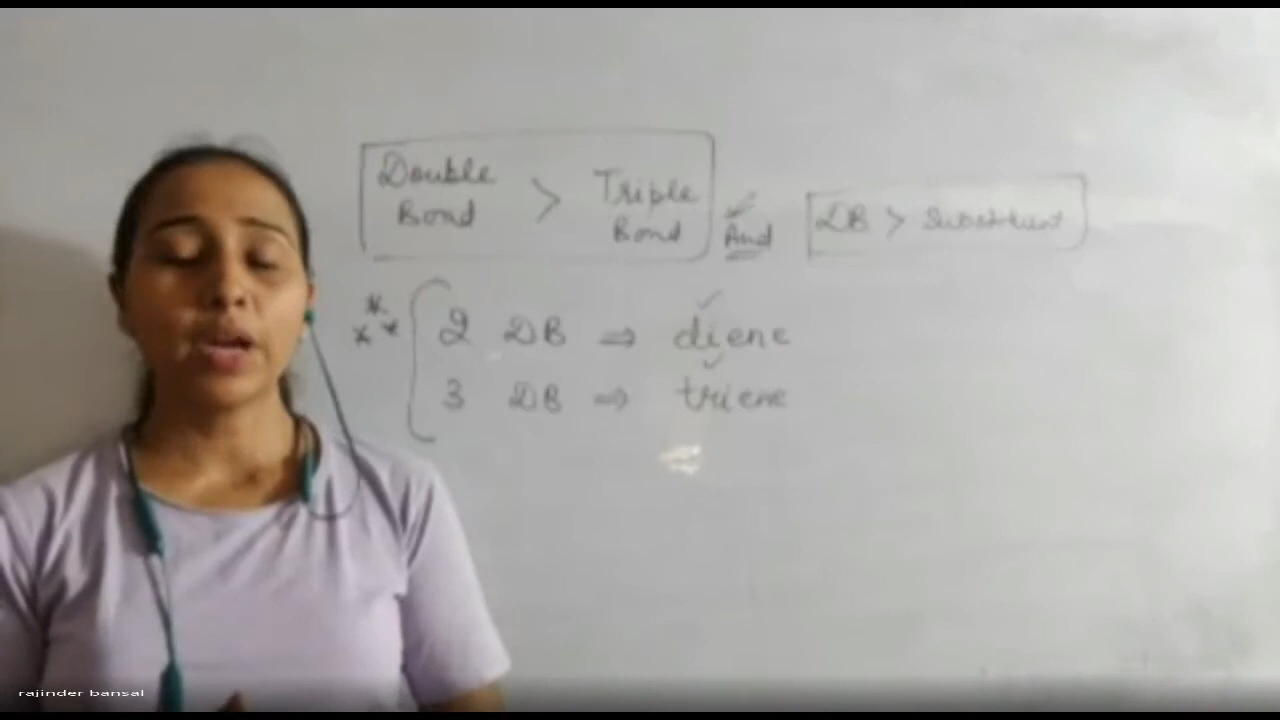 Double Bond > Triple Bond And DB > Substituent
2 DB ⇒ diene
3 DB ⇒ triene
rajinder bansal